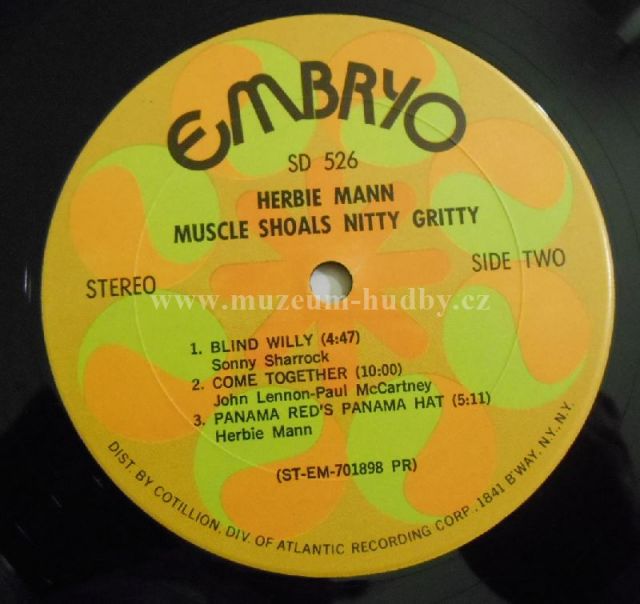 EMBRYO
SD 526
HERBIE MANN
MUSCLE SHOALS NITTY GRITTY
STEREO
SIDE TWO
www.muzeum-hudby.cz
1. BLIND WILLY (4:47)
Sonny Sharrock
2. COME TOGETHER (10:00)
John Lennon-Paul McCartney
3. PANAMA RED'S PANAMA HAT (5:11)
Herbie Mann
(ST-EM-701898 PR)
DIST. BY COTILLION, DIV. OF ATLANTIC RECORDING CORP., 1841 B'WAY, N.Y., N.Y.